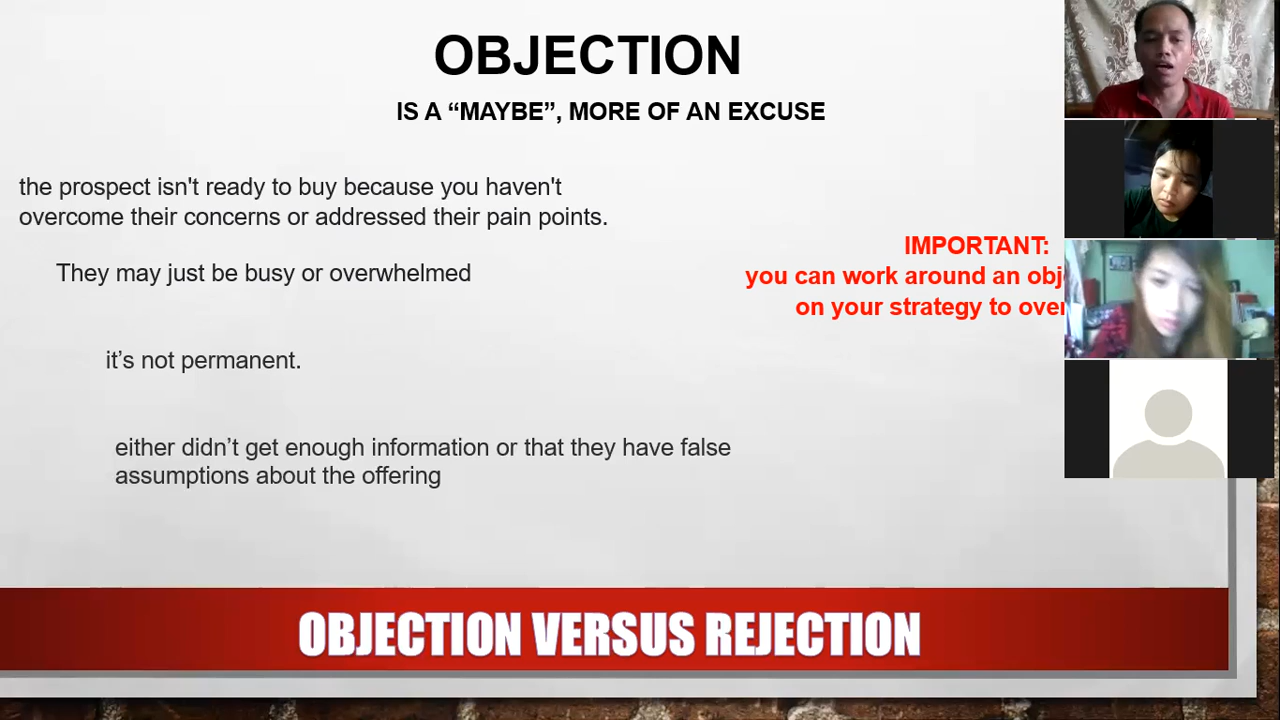 OBJECTION
IS A “MAYBE”, MORE OF AN EXCUSE
the prospect isn't ready to buy because you haven't
overcome their concerns or addressed their pain points.
They may just be busy or overwhelmed
it’s not permanent.
either didn’t get enough information or that they have false
assumptions about the offering
IMPORTANT:
you can work around an
on your strategy to
OBJECTION VERSUS REJECTION